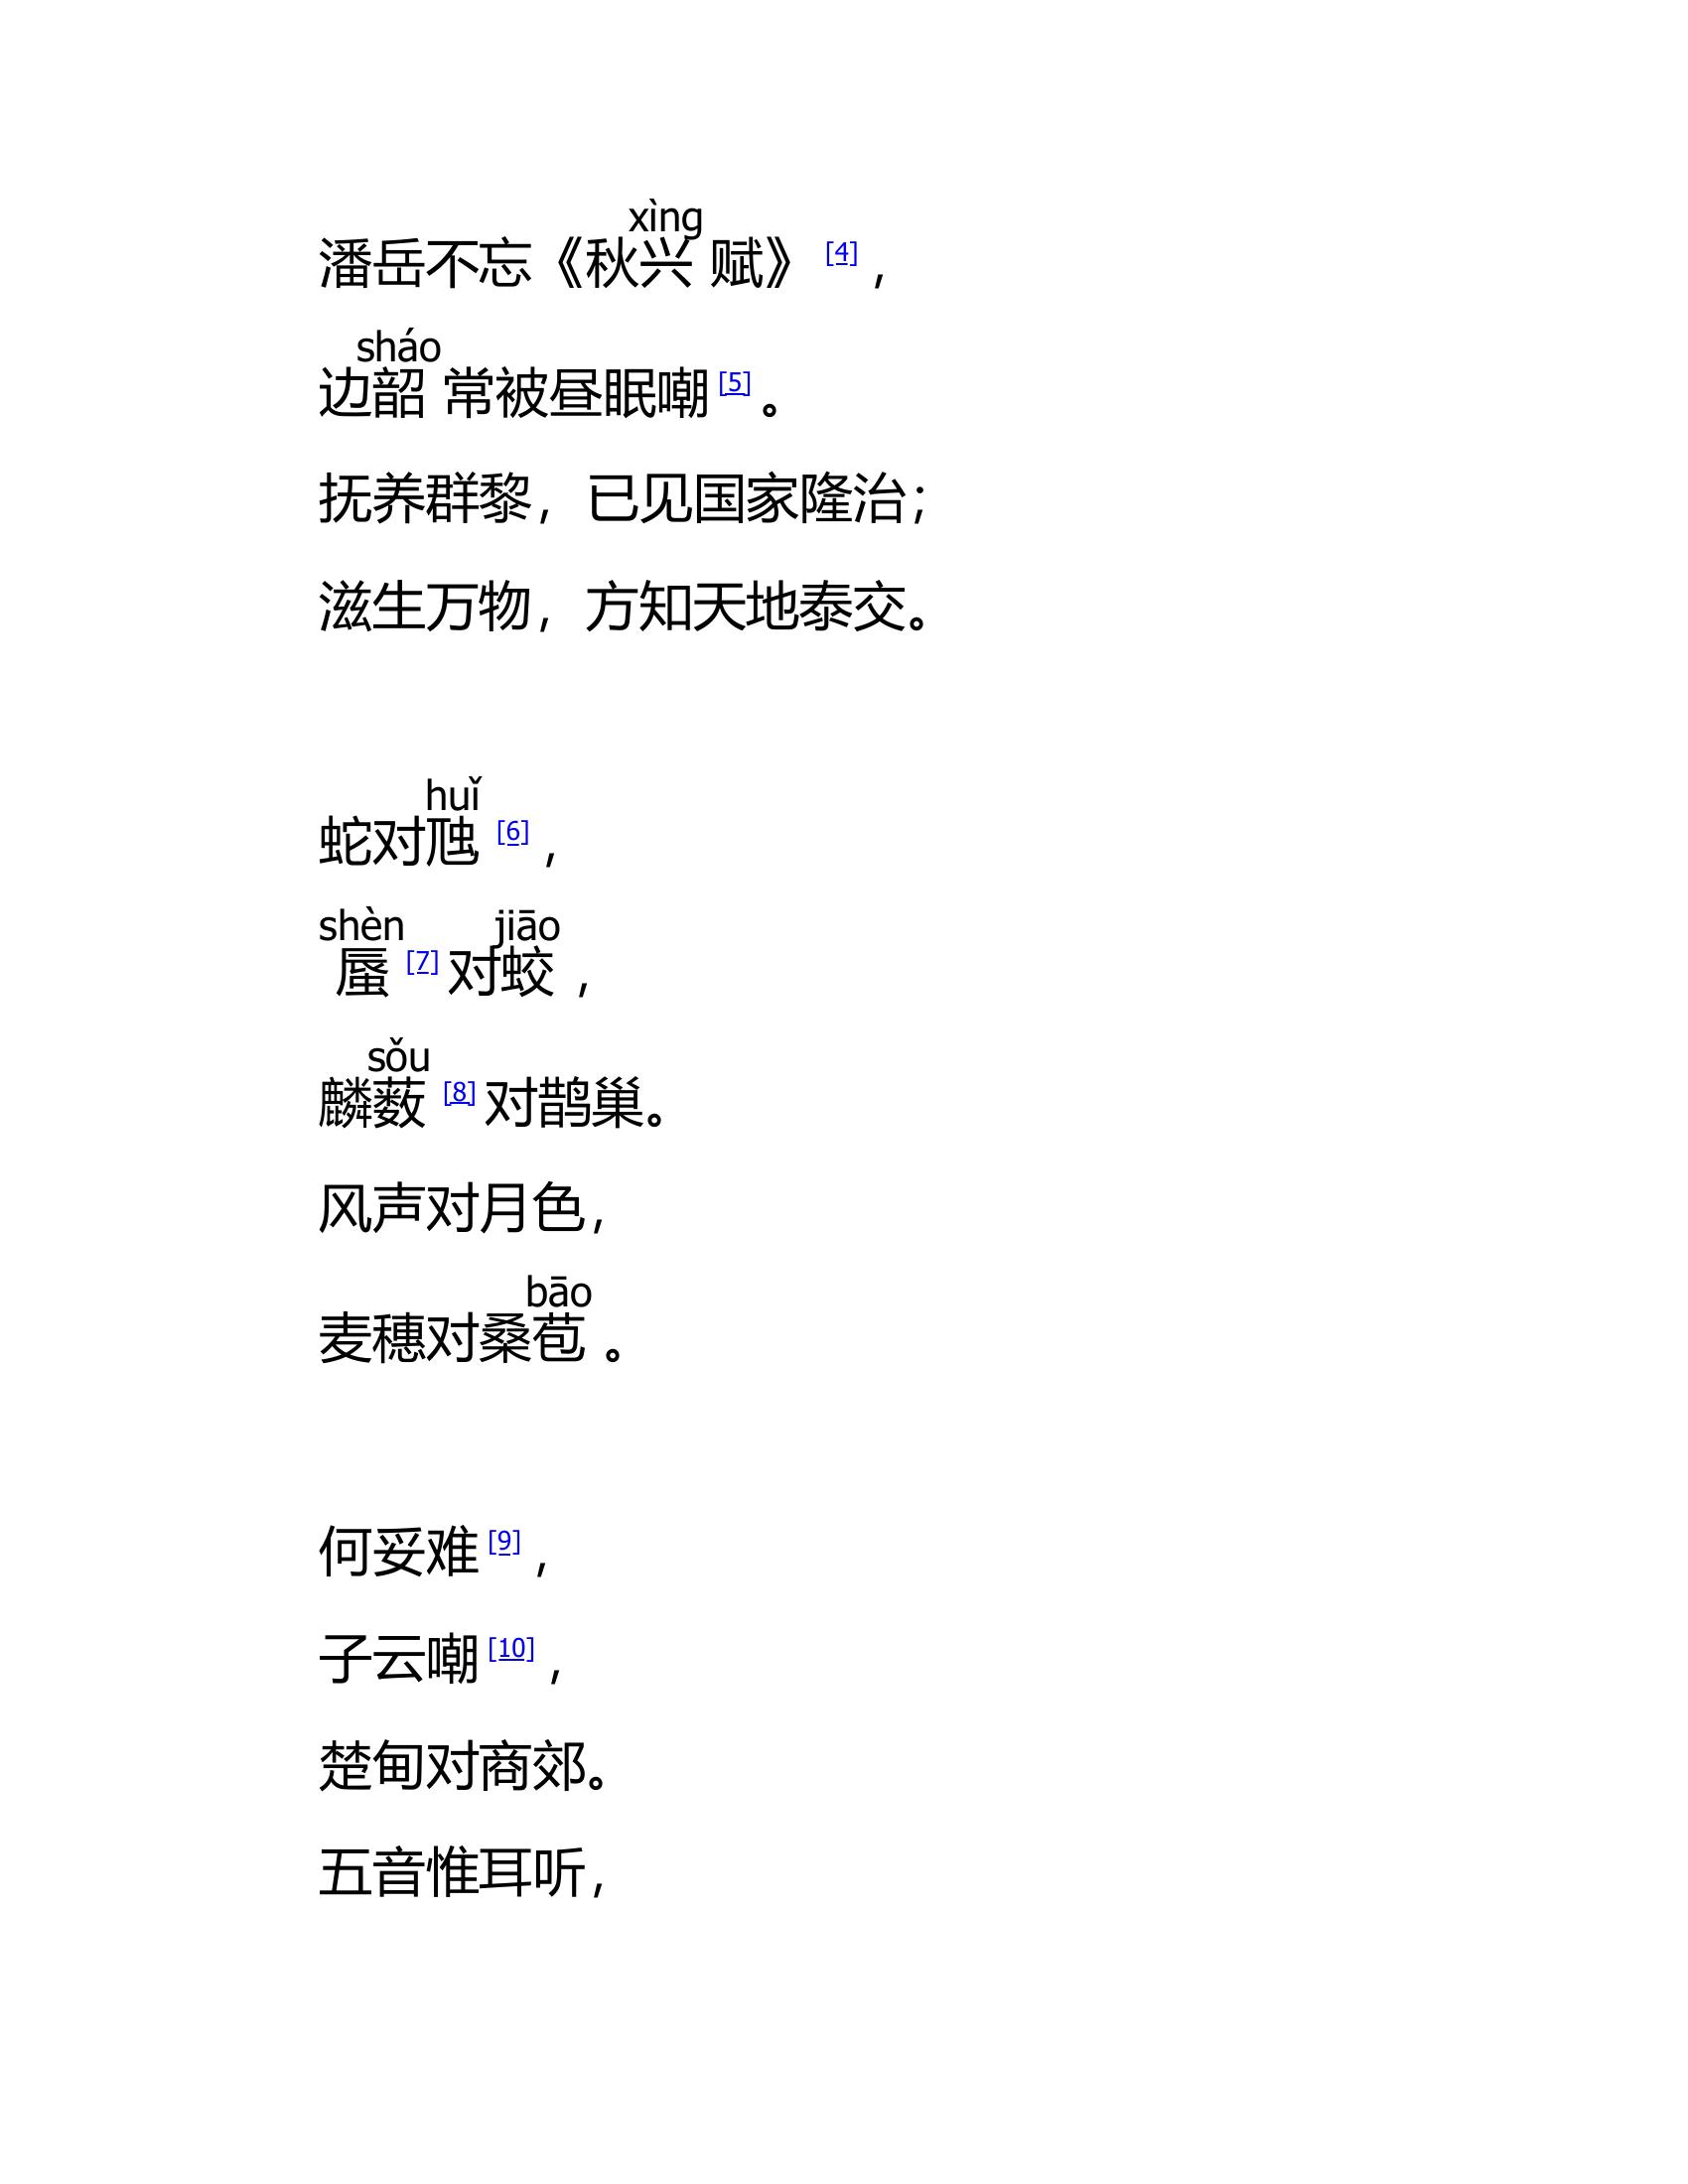 xìng
潘岳不忘《秋兴 赋》[4]，
sháo
边韶 常被昼眠嘲[5]。
抚养群黎，已见国家隆治；
滋生万物，方知天地泰交。
huǐ
蛇对虺[6]，
shèn jiāo
蜃[7]对蛟 ，
sǒu
麟薮[8]对鹊巢。
风声对月色，
bāo
麦穗对桑苞 。
何妥难[9]，
子云嘲[10]，
楚甸对商郊。
五音惟耳听，